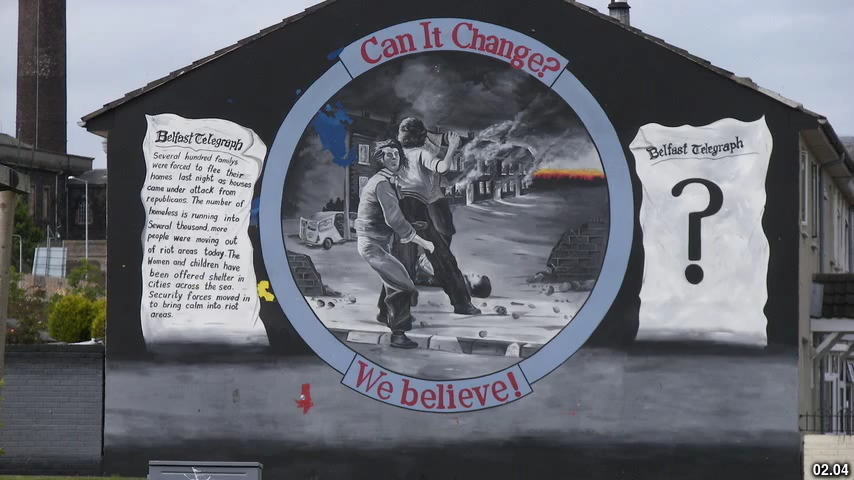 Can It Change?
Belfast Telegraph
Several hundred familys
were forced to flee their
homes last night as houses
came under attack from
republicans. The number of
homeless is running into
Several thousand, more
people were moving out
of riot areas today. The
Women and children have
been offered shelter in
cities across the sea.
Security forces moved in
to bring calm into riot
areas.
Belfast Telegraph
?
We believe!
02.04